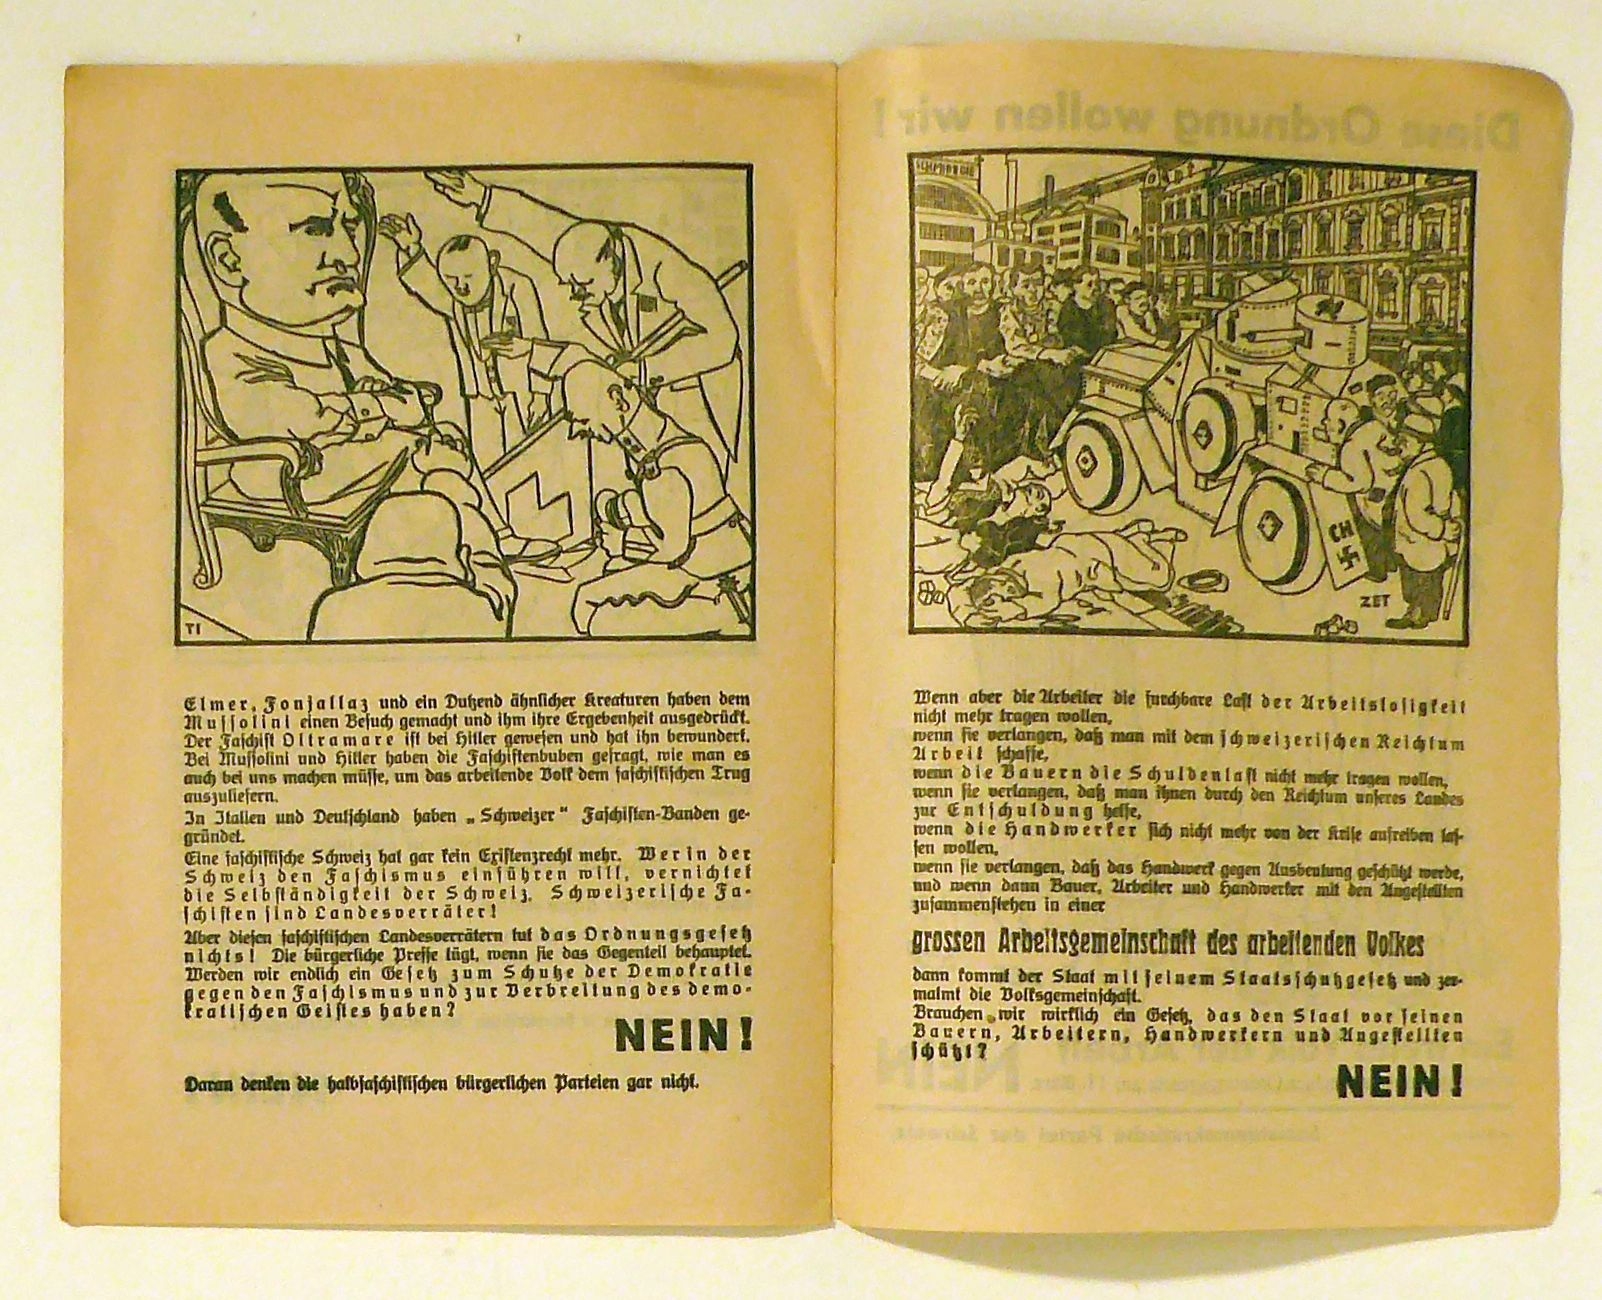 TI
Elmer, Fonjallaz und ein Dutzend ähnlicher Kreaturen haben dem
Mussolini einen Besuch gemacht und ihm ihre Ergebenheit ausgedrückt.
Der Faschist Oltramare ist bei Hitler gewesen und hat ihn bewundert.
Bei Mussolini und Hitler haben die Faschistenbuben gefragt, wie man es
auch bei uns machen müsse, um das arbeitende Volk dem faschistischen Trug
auszuliefern.
In Italien und Deutschland haben „Schweizer" Faschisten-Banden ge-
gründet.
Eine faschistische Schweiz hat gar kein Existenzrecht mehr. Wer in der
Schweiz den Faschismus einführen will, vernichtet
die Selbständigkeit der Schweiz. Schweizerische Fa-
schisten sind Landesverräter!
Aber diesen faschistischen Landesverrätern tut das Ordnungsgesetz
nichts! Die bürgerliche Presse lügt, wenn sie das Gegenteil behauptet.
Werden wir endlich ein Gesetz zum Schutze der Demokratie
gegen den Faschismus und zur Verbreitung des demo-
kratischen Geistes haben?
NEIN!
Daran denken die halbfaschistischen bürgerlichen Parteien gar nicht.
Diese Ordnung wollen wir!
CH
ZET
Wenn aber die Arbeiter die furchbare Last der Arbeitslosigkeit
nicht mehr tragen wollen,
wenn sie verlangen, daß man mit dem schweizerischen Reichtum
Arbeit schaffe,
wenn die Bauern die Schuldenlast nicht mehr tragen wollen,
wenn sie verlangen, daß man ihnen durch den Reichtum unseres Landes
zur Entschuldung helfe,
wenn die Handwerker sich nicht mehr von der Krise aufreiben las-
sen wollen,
wenn sie verlangen, daß das Handwerk gegen Ausbeutung geschützt werde,
und wenn dann Bauer, Arbeiter und Handwerker mit den Angestellten
zusammenstehen in einer
grossen Arbeitsgemeinschaft des arbeitenden Volkes
dann kommt der Staat mit seinem Staatsschutzgesetz und zer-
malmt die Volksgemeinschaft.
Brauchen wir wirklich ein Gesetz, das den Staat vor seinen
Bauern, Arbeitern, Handwerkern und Angestellten
schützt?
NEIN!
NEIN
Sozialdemokratische Partei der Schweiz